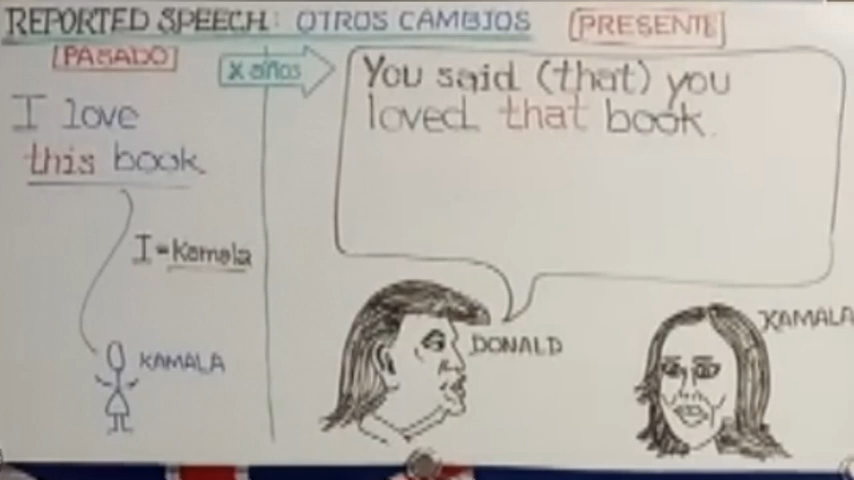 REPORTED SPEECH: OTROS CAMBIOS
[PRESENTE]
[PASADO]
X años
I love
this book.
You said (that) you
loved that book.
I = Kamala
KAMALA
DONALD
KAMALA